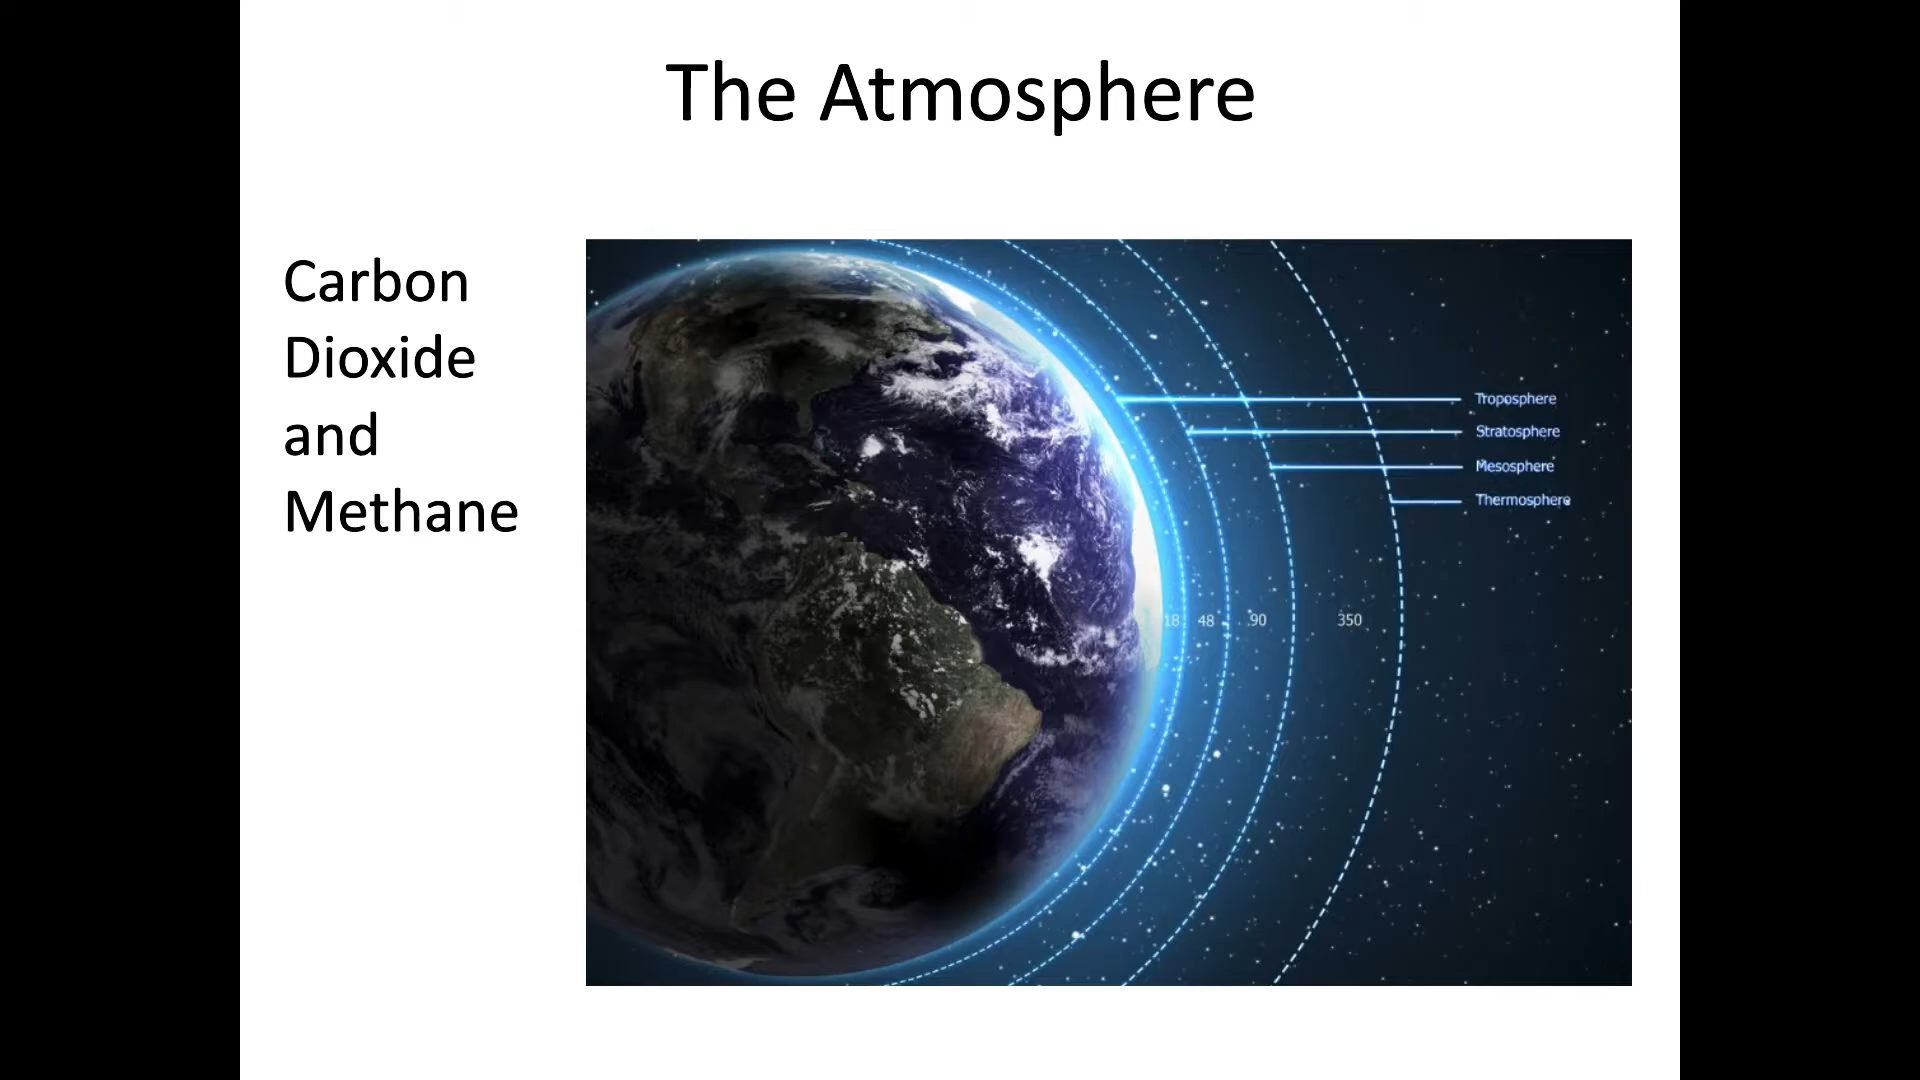 The Atmosphere
Carbon
Dioxide
and
Methane
Troposphere
Stratosphere
Mesosphere
Thermosphere
18 48 90 350